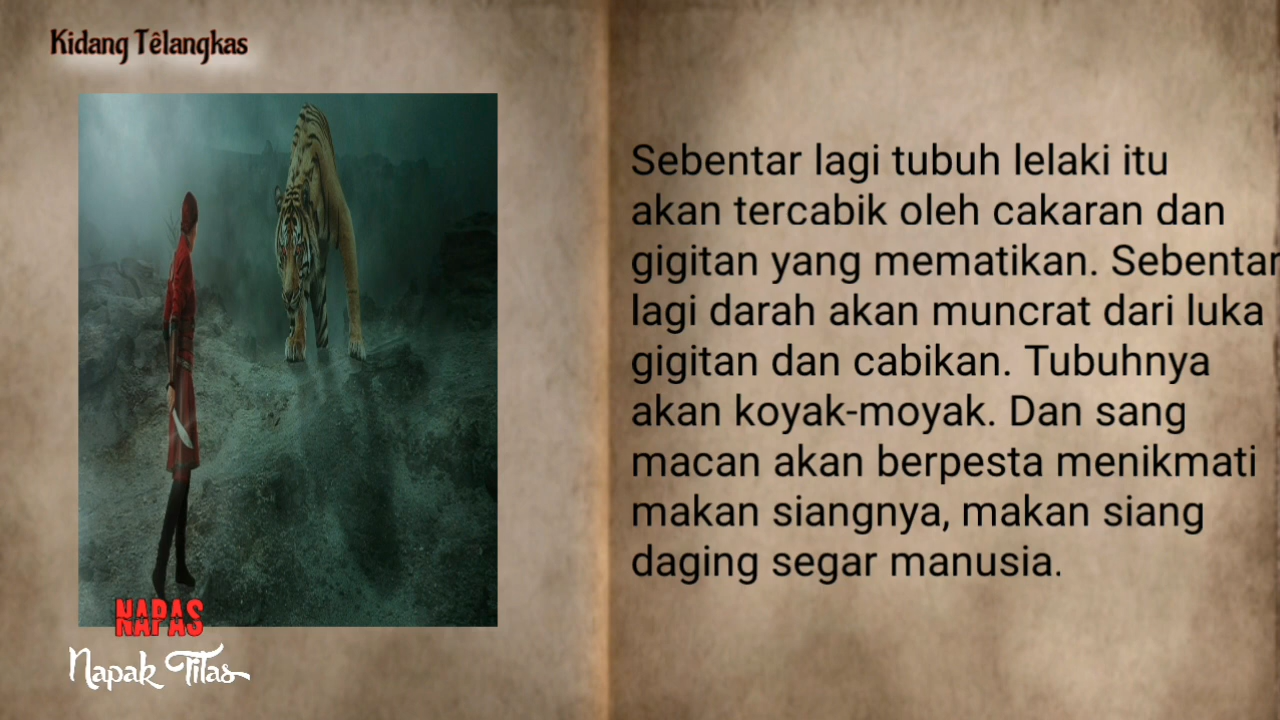 Kidang Têlangkas
Sebentar lagi tubuh lelaki itu
akan tercabik oleh cakaran dan
gigitan yang mematikan. Sebentar
lagi darah akan muncrat dari luka
gigitan dan cabikan. Tubuhnya
akan koyak-moyak. Dan sang
macan akan berpesta menikmati
makan siangnya, makan siang
daging segar manusia.
NAPAS
Napak Tilas